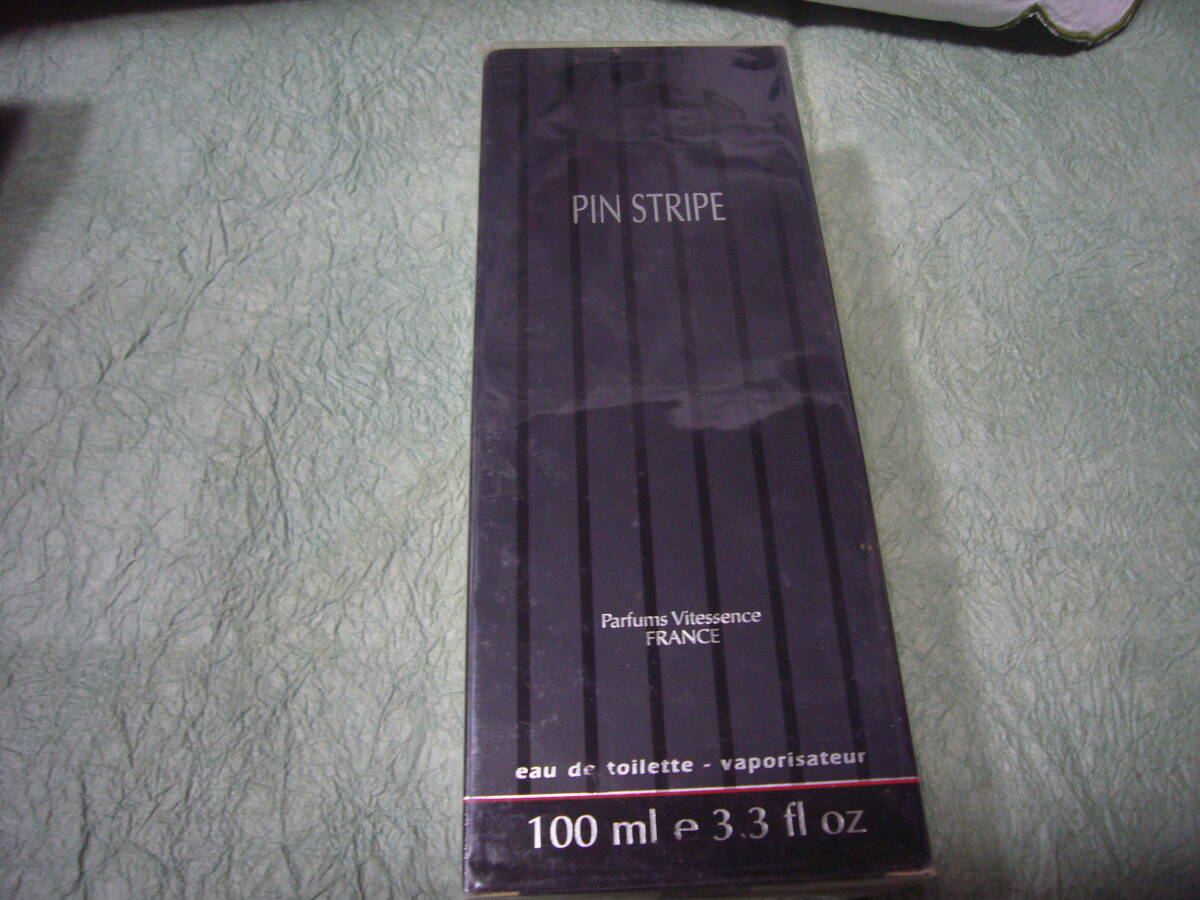 PIN STRIPE
Parfums Vitessence
FRANCE
eau de toilette - vaporisateur
100 ml e 3.3 fl oz